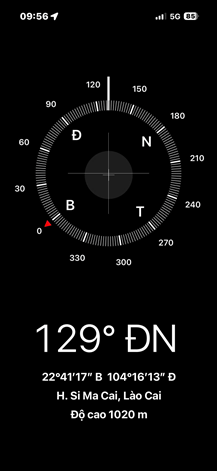 09:56 5G 85
120 150
90 180
Đ N
60 210
30 240
B T
0 270
330 300
129° ĐN
22°41'17" B 104°16'13" Đ
H. Si Ma Cai, Lào Cai
Độ cao 1020 m